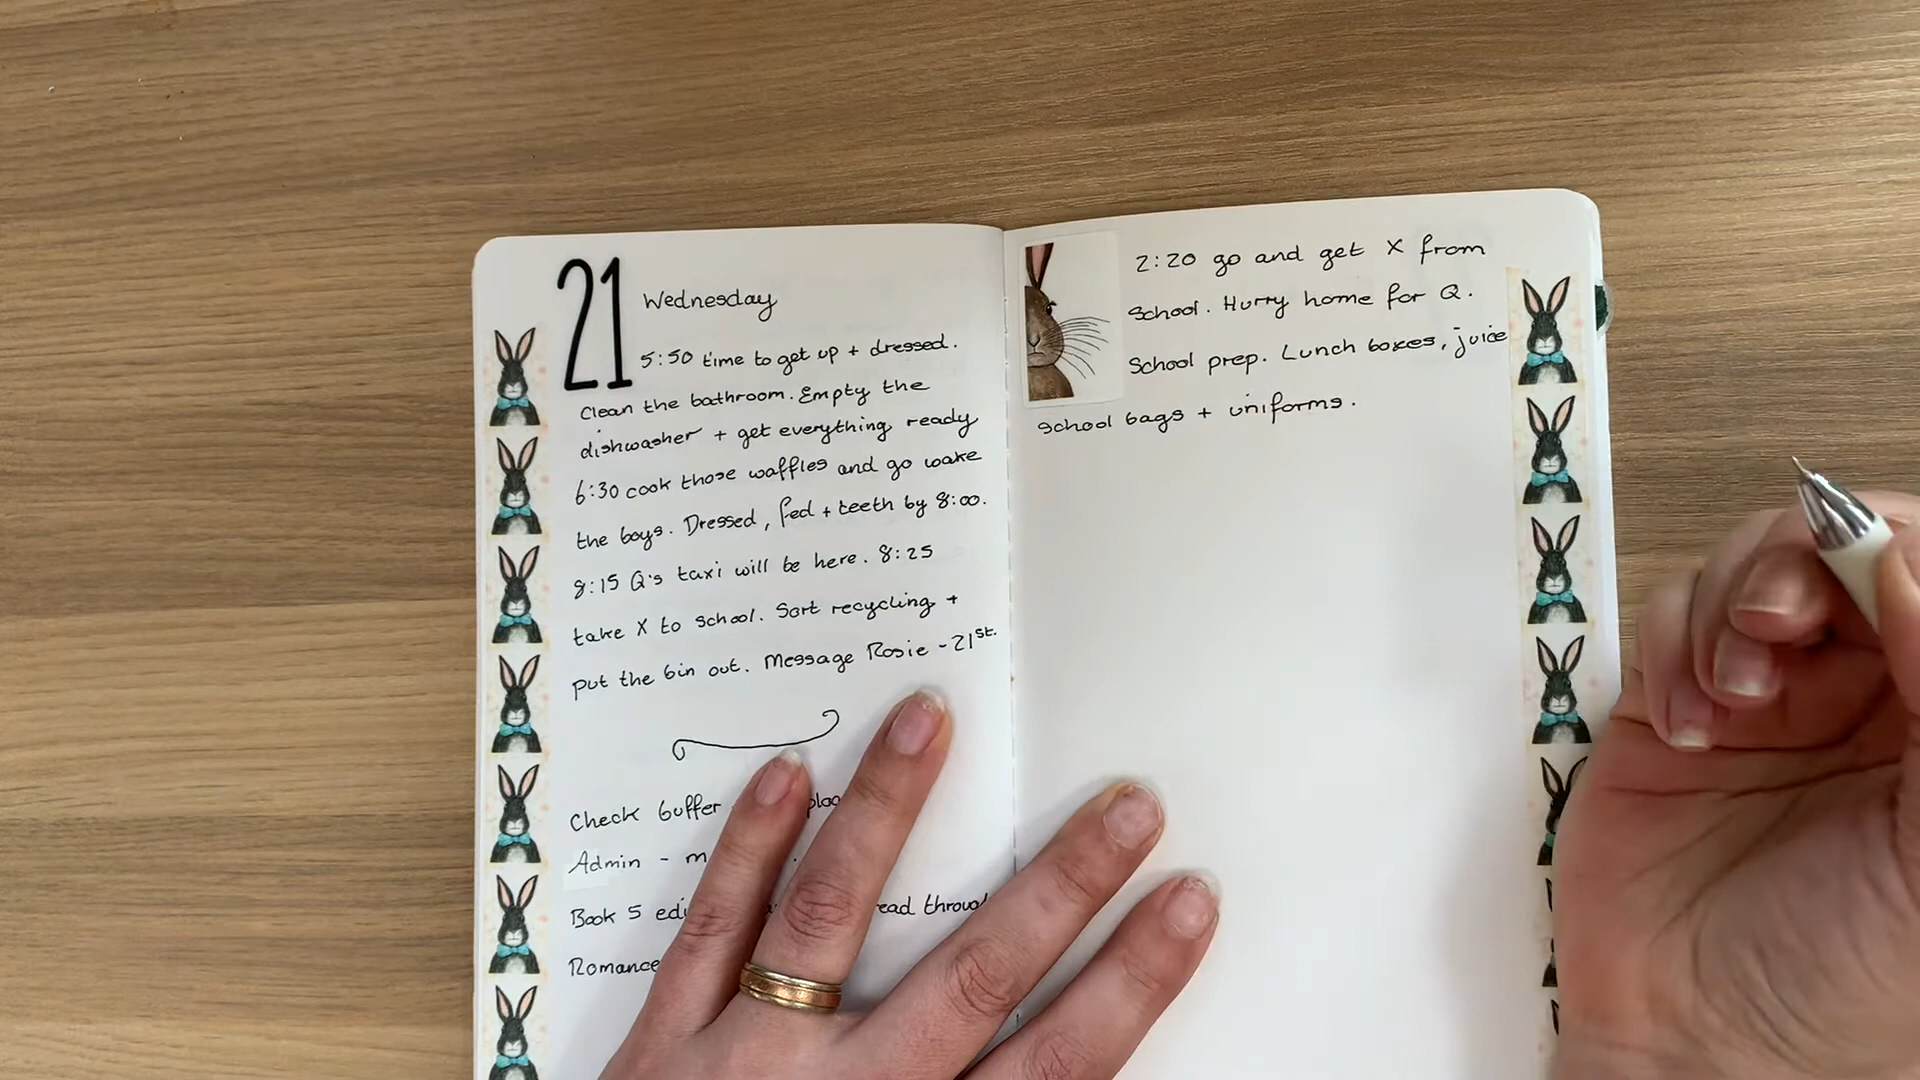 21
Wednesday
5:50 time to get up + dressed.
Clean the bathroom. Empty the
dishwasher + get everything ready
6:30 cook those waffles and go wake
the boys. Dressed, fed + teeth by 8:00.
8:15 Q's taxi will be here. 8:25
take X to school. Sort recycling +
put the bin out. Message Rosie - 21st.
Check buffer
Admin -
Book 5
Romance
2:20 go and get X from
School. Hurry home for Q.
School prep. Lunch boxes, juice
school bags + uniforms.